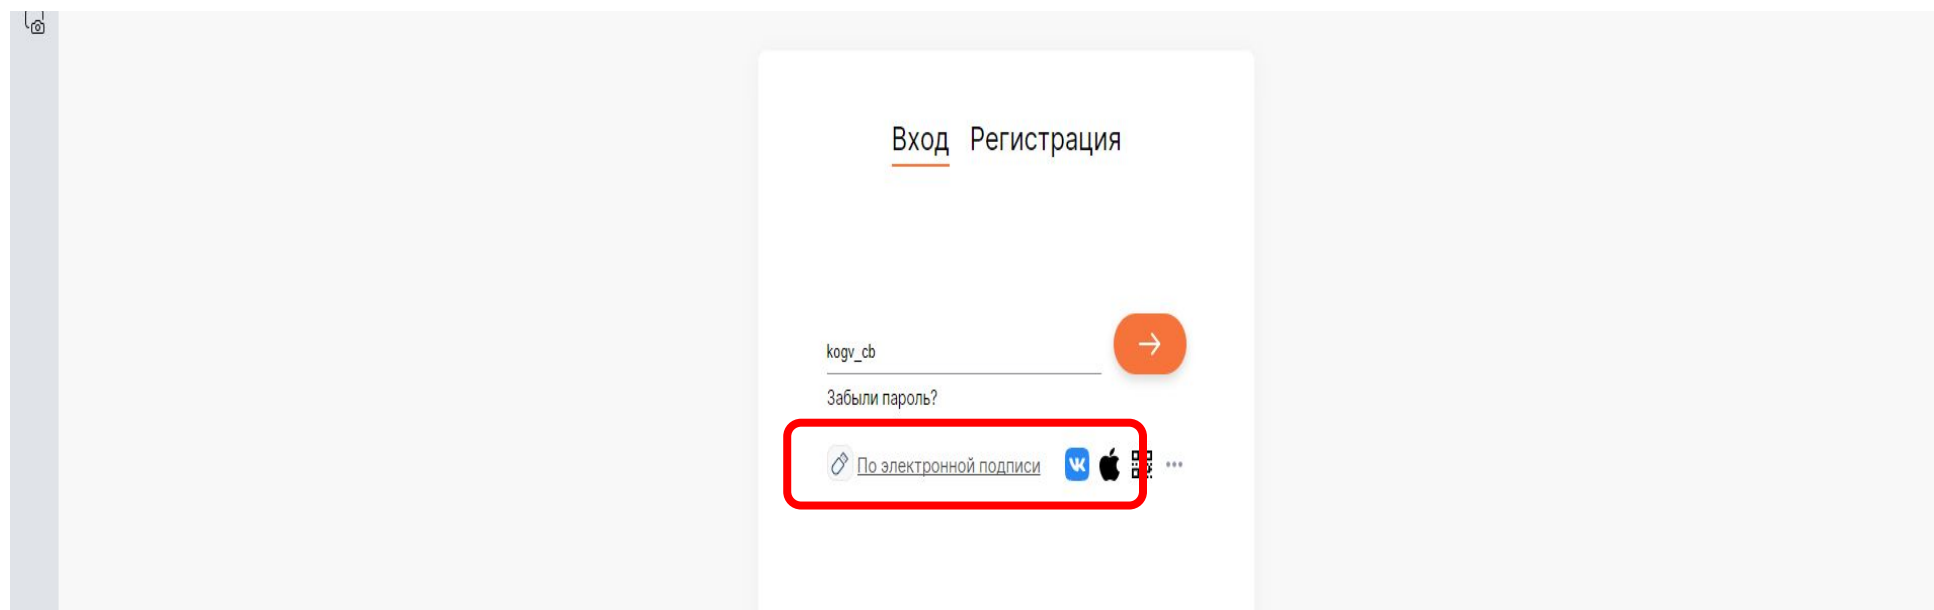 Вход Регистрация
kogv_cb
Забыли пароль?
По электронной подписи